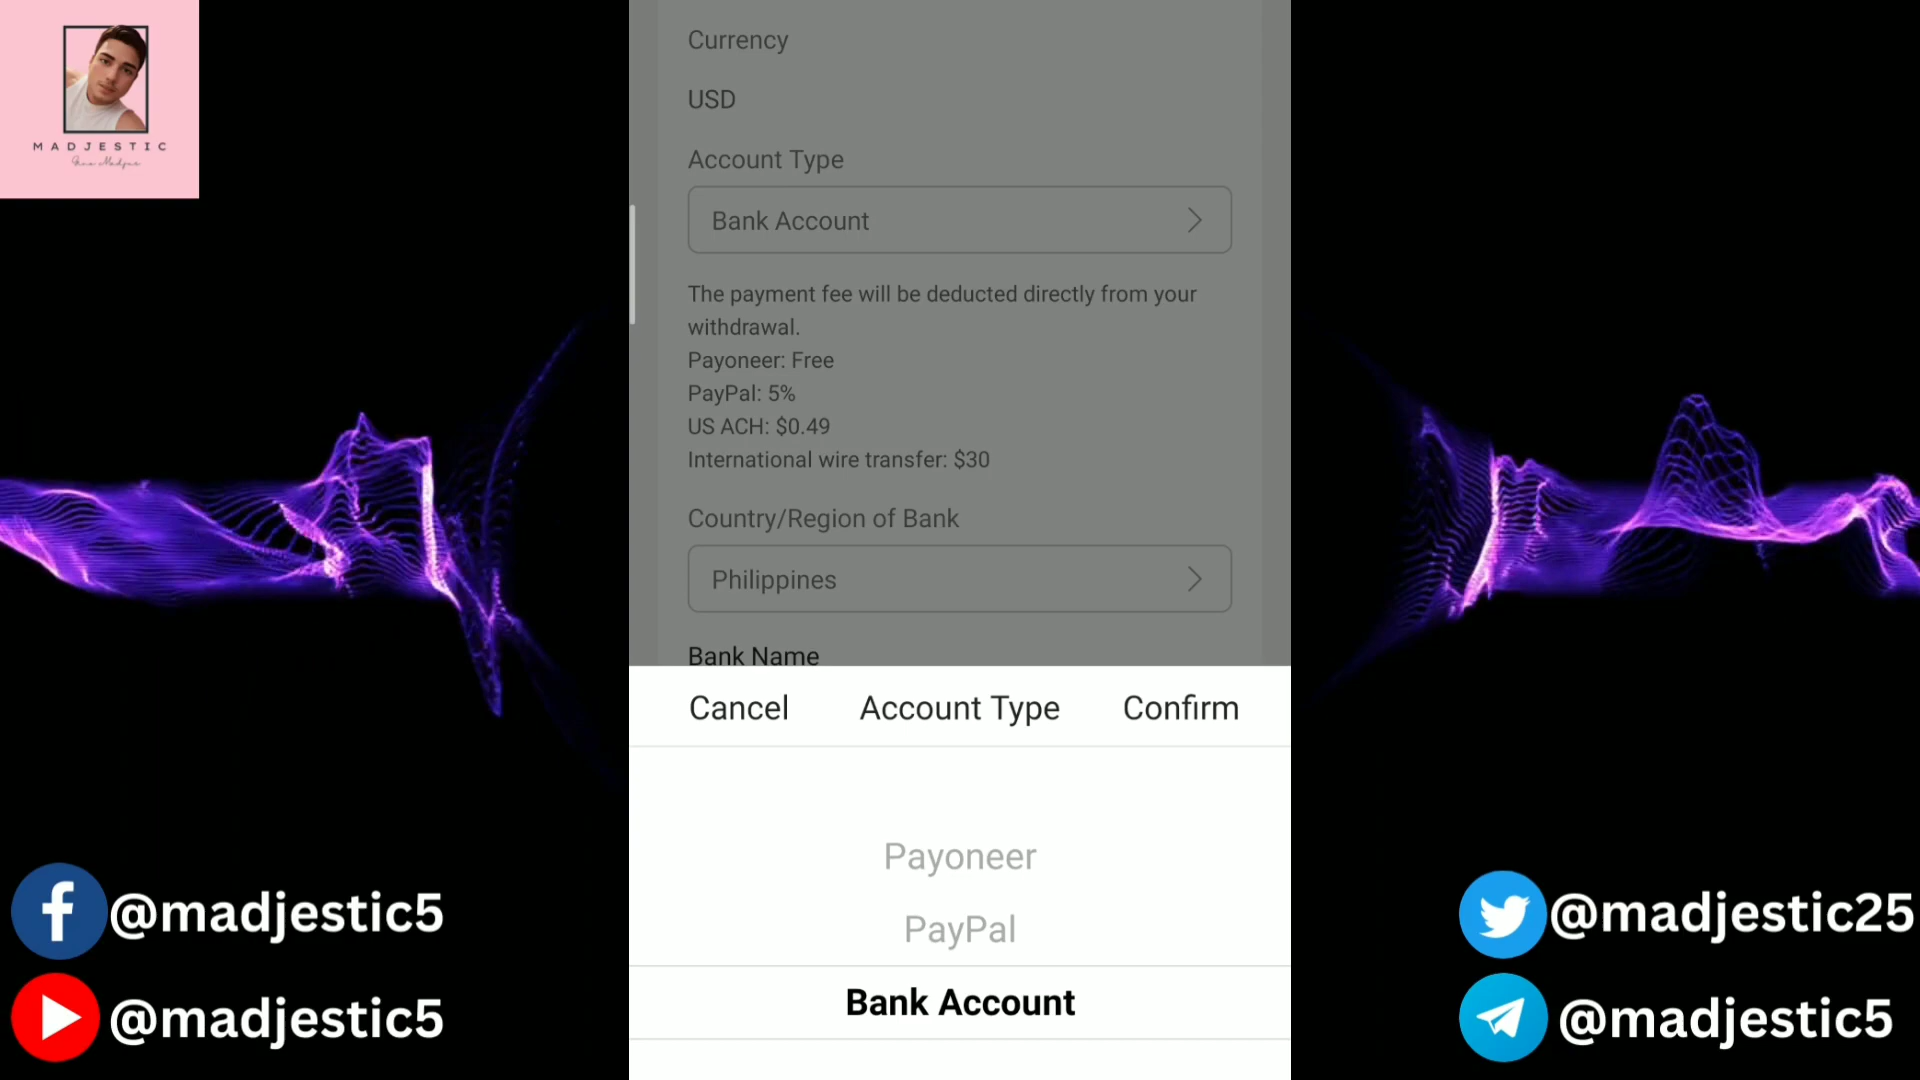 MADJESTIC
Currency
USD
Account Type
Bank Account
The payment fee will be deducted directly from your
withdrawal.
Payoneer: Free
PayPal: 5%
US ACH: $0.49
International wire transfer: $30
Country/Region of Bank
Philippines
Bank Name
Cancel Account Type Confirm
Payoneer
PayPal
Bank Account
@madjestic5
@madjestic5
@madjestic25
@madjestic5